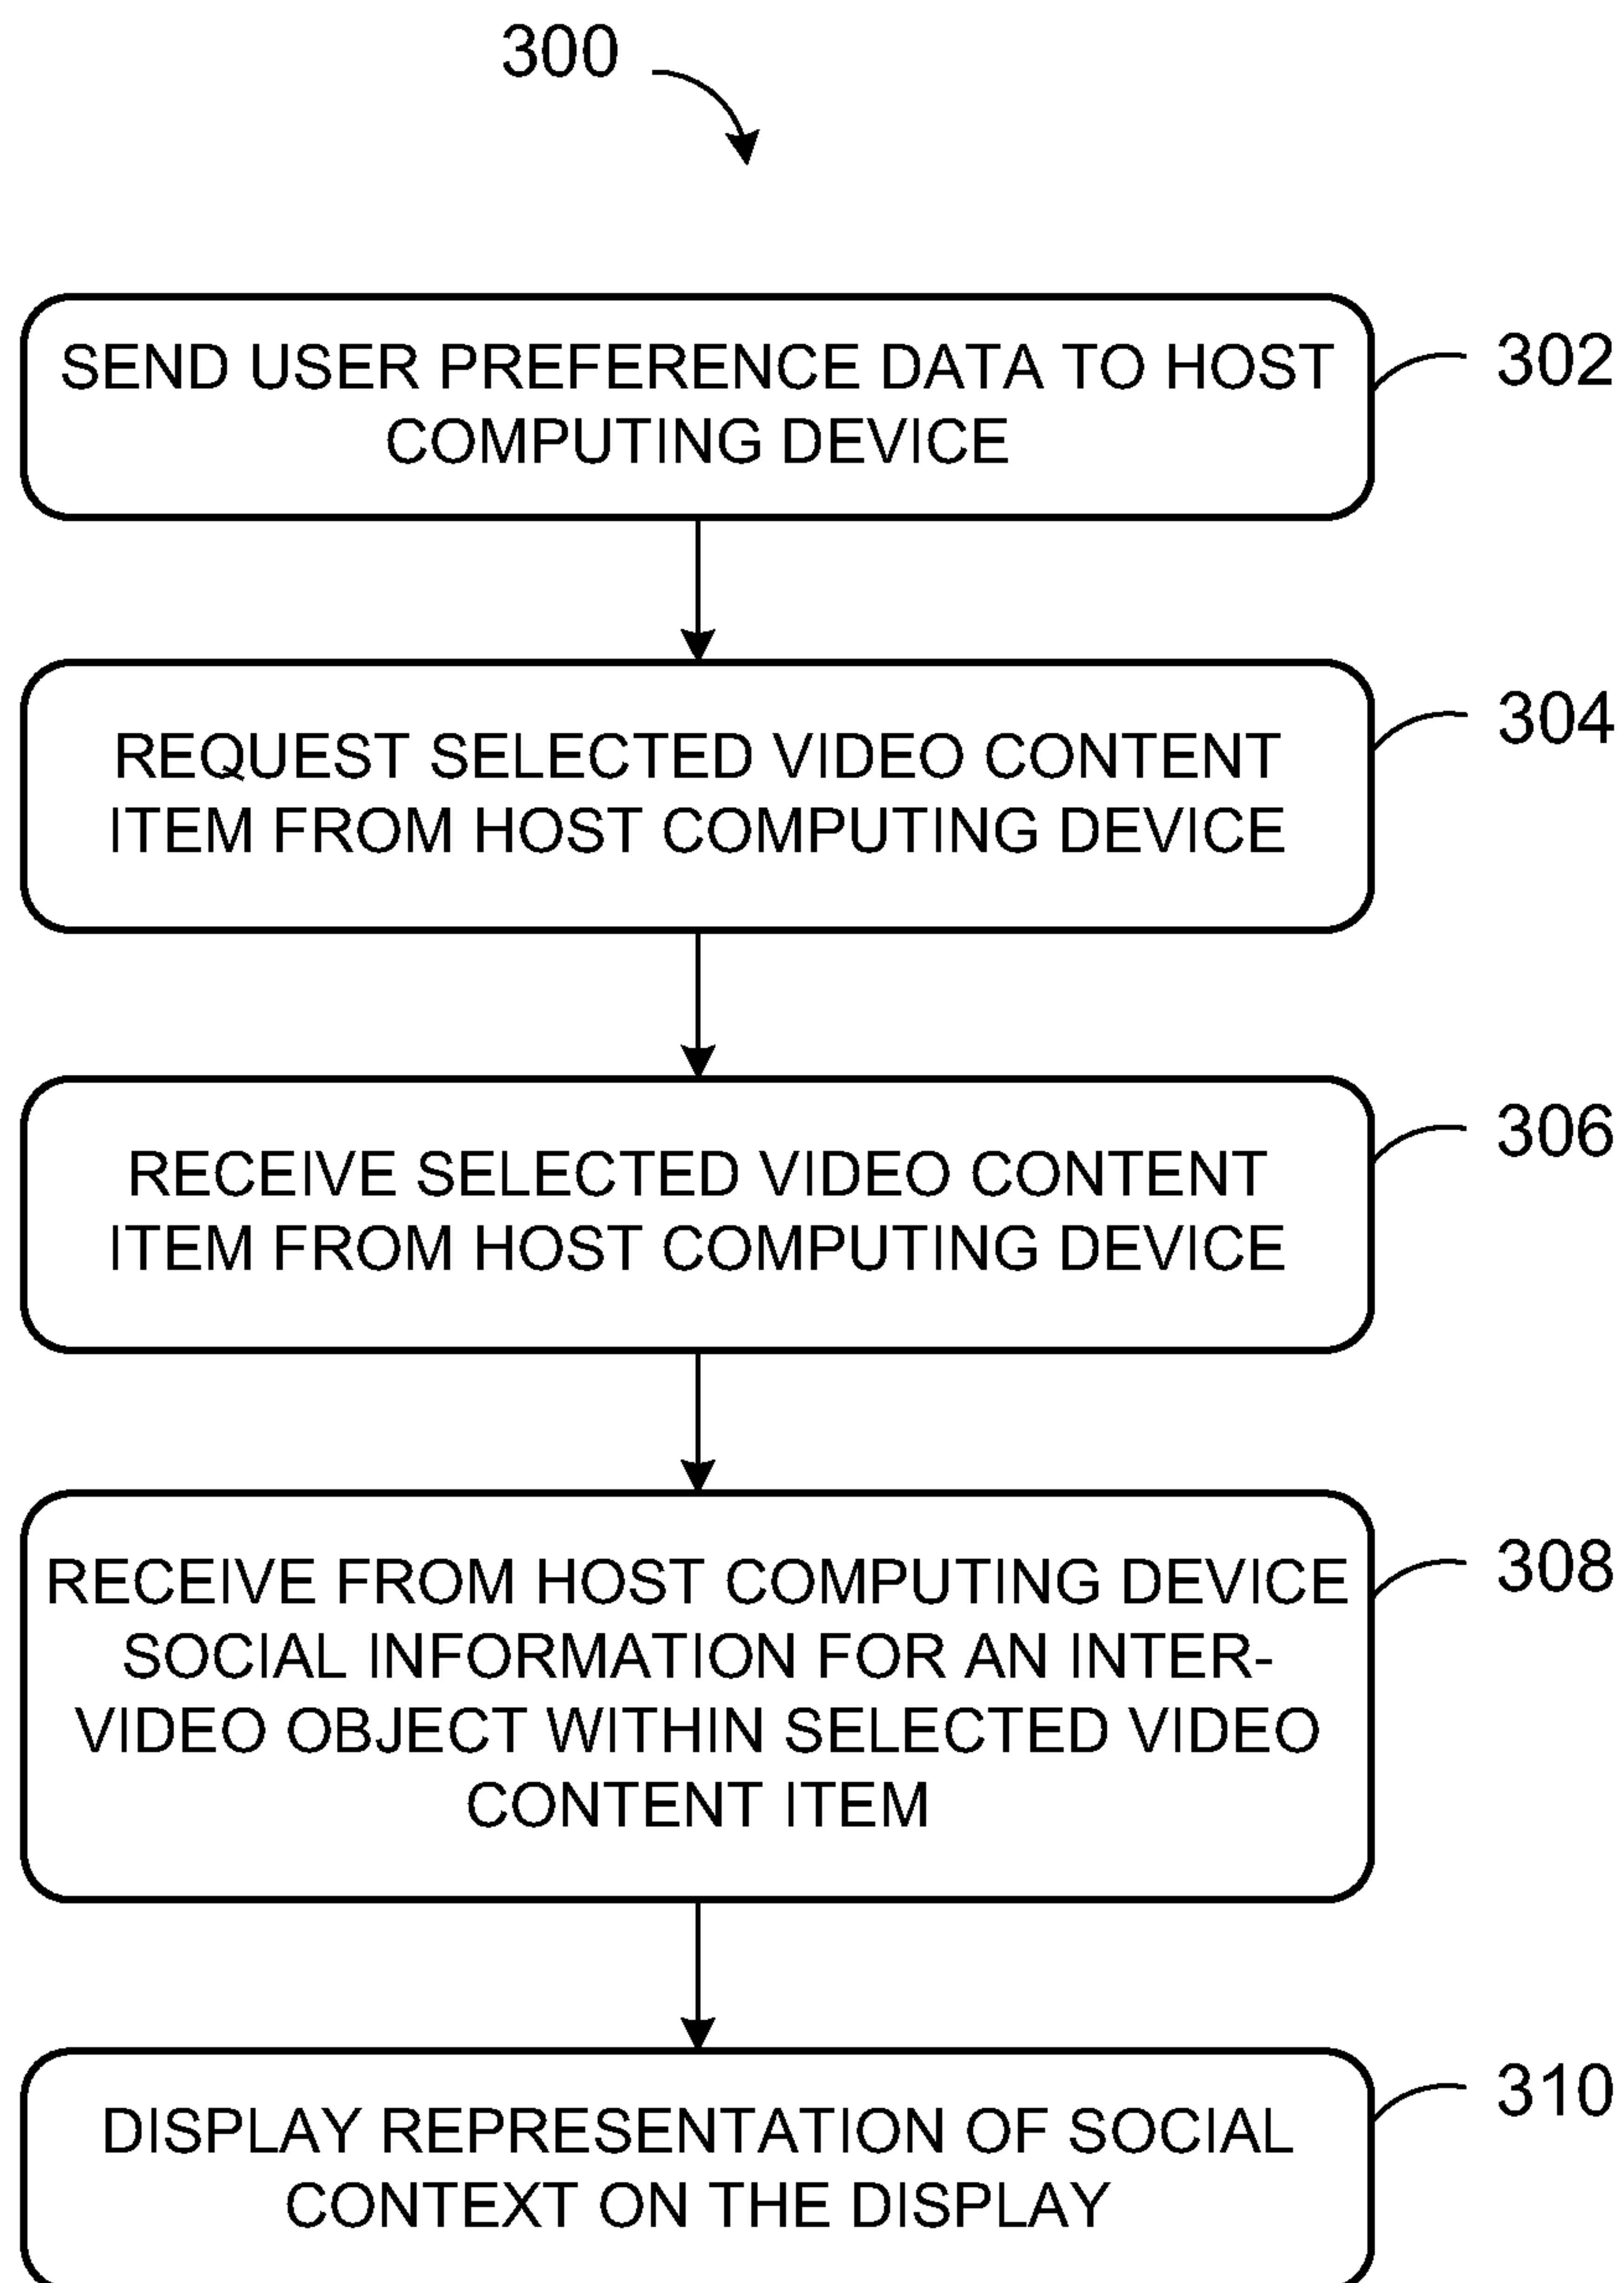 300
SEND USER PREFERENCE DATA TO HOST
COMPUTING DEVICE
302
REQUEST SELECTED VIDEO CONTENT
ITEM FROM HOST COMPUTING DEVICE
304
RECEIVE SELECTED VIDEO CONTENT
ITEM FROM HOST COMPUTING DEVICE
306
RECEIVE FROM HOST COMPUTING DEVICE
SOCIAL INFORMATION FOR AN INTER-
VIDEO OBJECT WITHIN SELECTED VIDEO
CONTENT ITEM
308
DISPLAY REPRESENTATION OF SOCIAL
CONTEXT ON THE DISPLAY
310